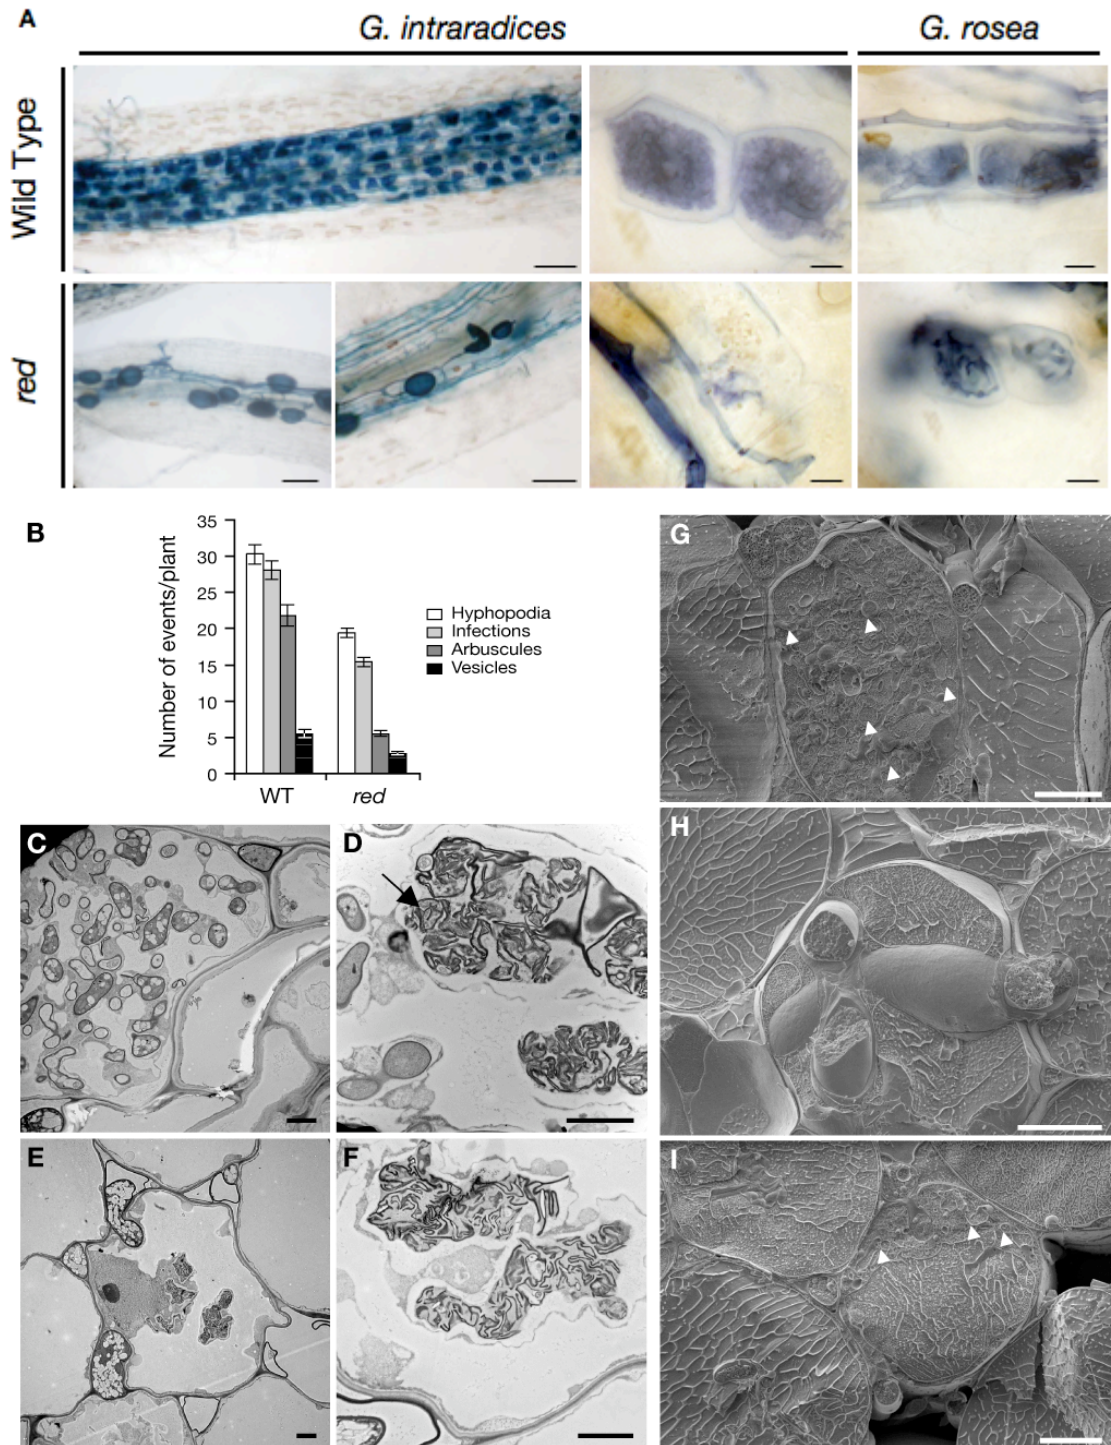 A
G. intraradices
G. rosea
Wild Type
red
B
Number of events/plant
35
30
25
20
15
10
5
0
WT
red
Hyphopodia
Infections
Arbuscules
Vesicles
C
D
E
F
G
H
I